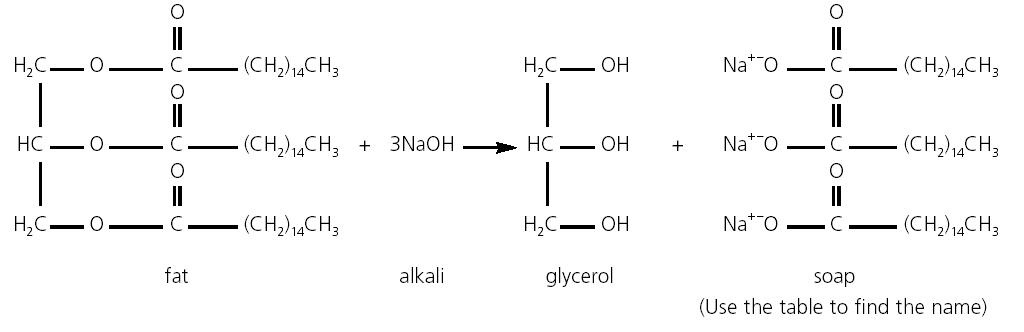 O O
H₂C O C (CH₂)₁₄CH₃ H₂C OH Na⁺⁻O C (CH₂)₁₄CH₃
O O
HC O C (CH₂)₁₄CH₃ + 3NaOH HC OH + Na⁺⁻O C (CH₂)₁₄CH₃
O O
H₂C O C (CH₂)₁₄CH₃ H₂C OH Na⁺⁻O C (CH₂)₁₄CH₃
fat alkali glycerol soap
(Use the table to find the name)